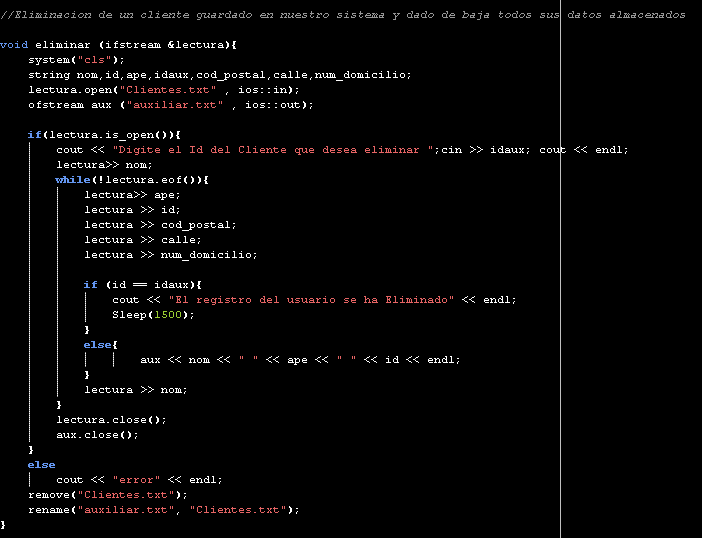 //Eliminacion de un cliente guardado en nuestro sistema y dado de baja todos sus datos almacenados
void eliminar (ifstream &lectura){
system("cls");
string nom,id,ape,idaux,cod_postal,calle,num_domicilio;
lectura.open("Clientes.txt" , ios::in);
ofstream aux ("auxiliar.txt" , ios::out);
if(lectura.is_open()){
cout << "Digite el Id del Cliente que desea eliminar ";cin >> idaux; cout << endl;
lectura>> nom;
while(!lectura.eof()){
lectura>> ape;
lectura >> id;
lectura >> cod_postal;
lectura >> calle;
lectura >> num_domicilio;
if (id == idaux){
cout << "El registro del usuario se ha Eliminado" << endl;
Sleep(1500);
}
else{
aux << nom << " " << ape << " " << id << endl;
}
lectura >> nom;
}
lectura.close();
aux.close();
}
else
cout << "error" << endl;
remove("Clientes.txt");
rename("auxiliar.txt", "Clientes.txt");
}